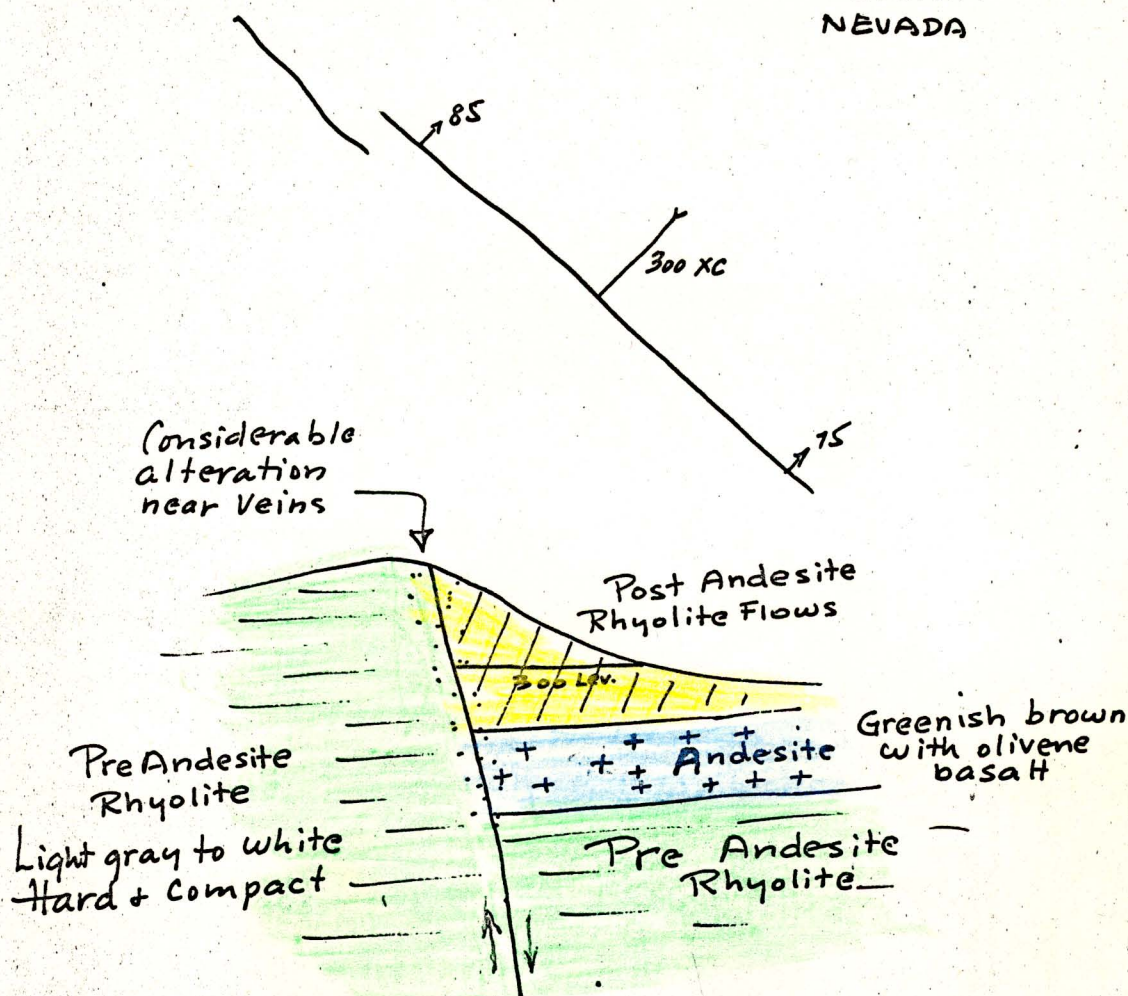 NEVADA
85
300 XC
75
Considerable
alteration
near Veins
Post Andesite
Rhyolite Flows
300 Lev.
Andesite
Greenish brown
with olivene
basalt
Pre Andesite
Rhyolite
Light gray to white
Hard & Compact
Pre Andesite
Rhyolite